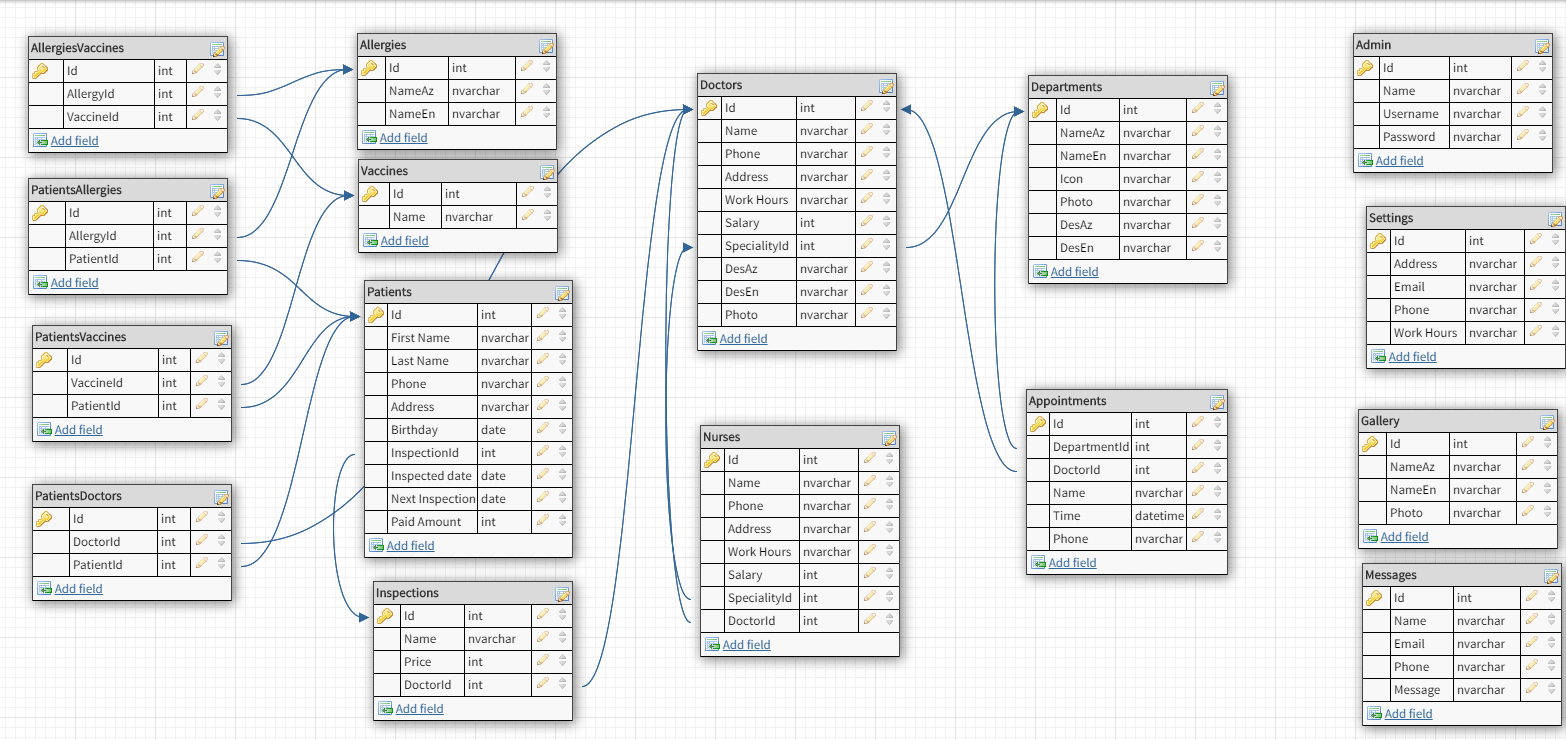 AllergiesVaccines
Id int
AllergyId int
VaccineId int
Add field
PatientsAllergies
Id int
AllergyId int
PatientId int
Add field
PatientsVaccines
Id int
VaccineId int
PatientId int
Add field
PatientsDoctors
Id int
DoctorId int
PatientId int
Add field
Allergies
Id int
NameAz nvarchar
NameEn nvarchar
Add field
Vaccines
Id int
Name nvarchar
Add field
Patients
Id int
First Name nvarchar
Last Name nvarchar
Phone nvarchar
Address nvarchar
Birthday date
InspectionId int
Inspected date date
Next Inspection date
Paid Amount int
Add field
Inspections
Id int
Name nvarchar
Price int
DoctorId int
Add field
Doctors
Id int
Name nvarchar
Phone nvarchar
Address nvarchar
Work Hours nvarchar
Salary int
SpecialityId int
DesAz nvarchar
DesEn nvarchar
Photo nvarchar
Add field
Nurses
Id int
Name nvarchar
Phone nvarchar
Address nvarchar
Work Hours nvarchar
Salary int
SpecialityId int
DoctorId int
Add field
Departments
Id int
NameAz nvarchar
NameEn nvarchar
Icon nvarchar
Photo nvarchar
DesAz nvarchar
DesEn nvarchar
Add field
Appointments
Id int
DepartmentId int
DoctorId int
Name nvarchar
Time datetime
Phone nvarchar
Add field
Admin
Id int
Name nvarchar
Username nvarchar
Password nvarchar
Add field
Settings
Id int
Address nvarchar
Email nvarchar
Phone nvarchar
Work Hours nvarchar
Add field
Gallery
Id int
NameAz nvarchar
NameEn nvarchar
Photo nvarchar
Add field
Messages
Id int
Name nvarchar
Email nvarchar
Phone nvarchar
Message nvarchar
Add field